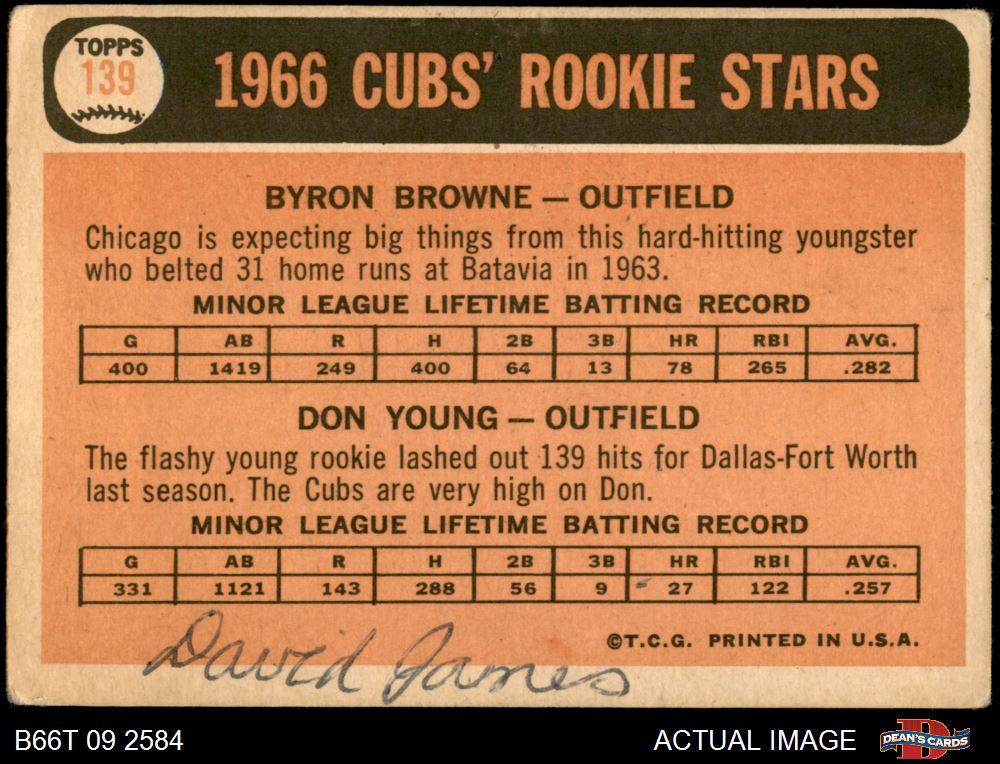 TOPPS
139
1966 CUBS' ROOKIE STARS
BYRON BROWNE — OUTFIELD
Chicago is expecting big things from this hard-hitting youngster
who belted 31 home runs at Batavia in 1963.
MINOR LEAGUE LIFETIME BATTING RECORD
G AB R H 2B 3B HR RBI AVG.
400 1419 249 400 64 13 78 265 .282
DON YOUNG — OUTFIELD
The flashy young rookie lashed out 139 hits for Dallas-Fort Worth
last season. The Cubs are very high on Don.
MINOR LEAGUE LIFETIME BATTING RECORD
G AB R H 2B 3B HR RBI AVG.
331 1121 143 288 56 9 27 122 .257
©T.C.G. PRINTED IN U.S.A.
David James
B66T 09 2584
ACTUAL IMAGE
D
DEAN'S CARDS